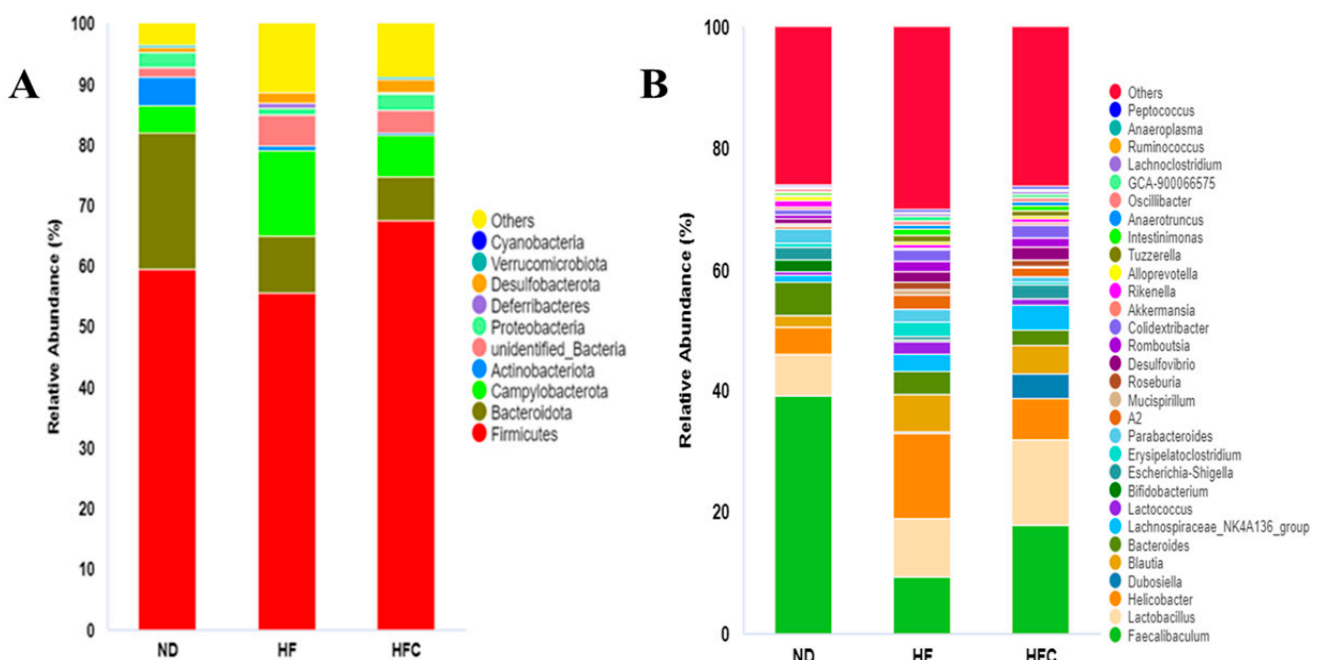 A
Relative Abundance (%)
100
90
80
70
60
50
40
30
20
10
0
ND
HF
HFC
Others
Cyanobacteria
Verrucomicrobiota
Desulfobacterota
Deferribacteres
Proteobacteria
unidentified_Bacteria
Actinobacteriota
Campylobacterota
Bacteroidota
Firmicutes
B
Relative Abundance (%)
100
80
60
40
20
0
ND
HF
HFC
Others
Peptococcus
Anaeroplasma
Ruminococcus
Lachnoclostridium
GCA-900066575
Oscillibacter
Anaerotruncus
Intestinimonas
Tuzzerella
Alloprevotella
Rikenella
Akkermansia
Colidextribacter
Romboutsia
Desulfovibrio
Roseburia
Mucispirillum
A2
Parabacteroides
Erysipelatoclostridium
Escherichia-Shigella
Bifidobacterium
Lactococcus
Lachnospiraceae_NK4A136_group
Bacteroides
Blautia
Dubosiella
Helicobacter
Lactobacillus
Faecalibaculum